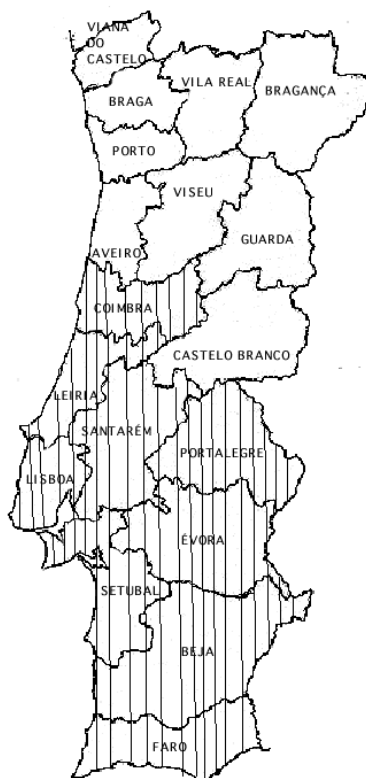 VIANA
DO
CASTELO
VILA REAL
BRAGANÇA
BRAGA
PORTO
VISEU
GUARDA
AVEIRO
COIMBRA
CASTELO BRANCO
LEIRIA
SANTARÉM
PORTALEGRE
LISBOA
ÉVORA
SETUBAL
BEJA
FARO